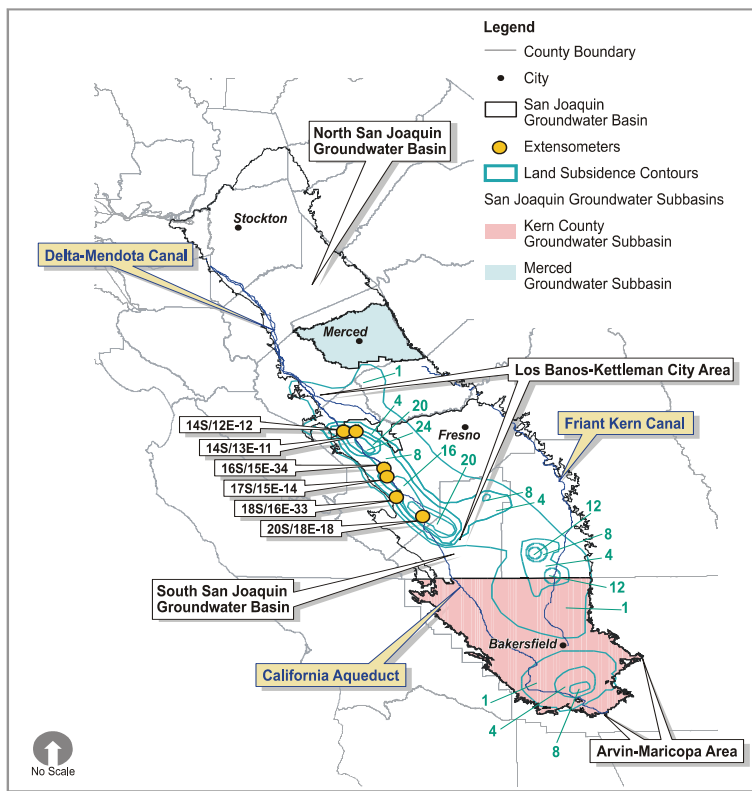 Legend
County Boundary
City
San Joaquin
Groundwater Basin
Extensometers
Land Subsidence Contours
San Joaquin Groundwater Subbasins
Kern County
Groundwater Subbasin
Merced
Groundwater Subbasin
North San Joaquin
Groundwater Basin
Stockton
Delta-Mendota Canal
Merced
1
Los Banos-Kettleman City Area
4
20
14S/12E-12
24
Fresno
Friant Kern Canal
14S/13E-11
8
16
16S/15E-34
20
17S/15E-14
8
12
18S/16E-33
4
8
20S/18E-18
4
12
South San Joaquin
Groundwater Basin
1
Bakersfield
California Aqueduct
1
4
8
Arvin-Maricopa Area
No Scale